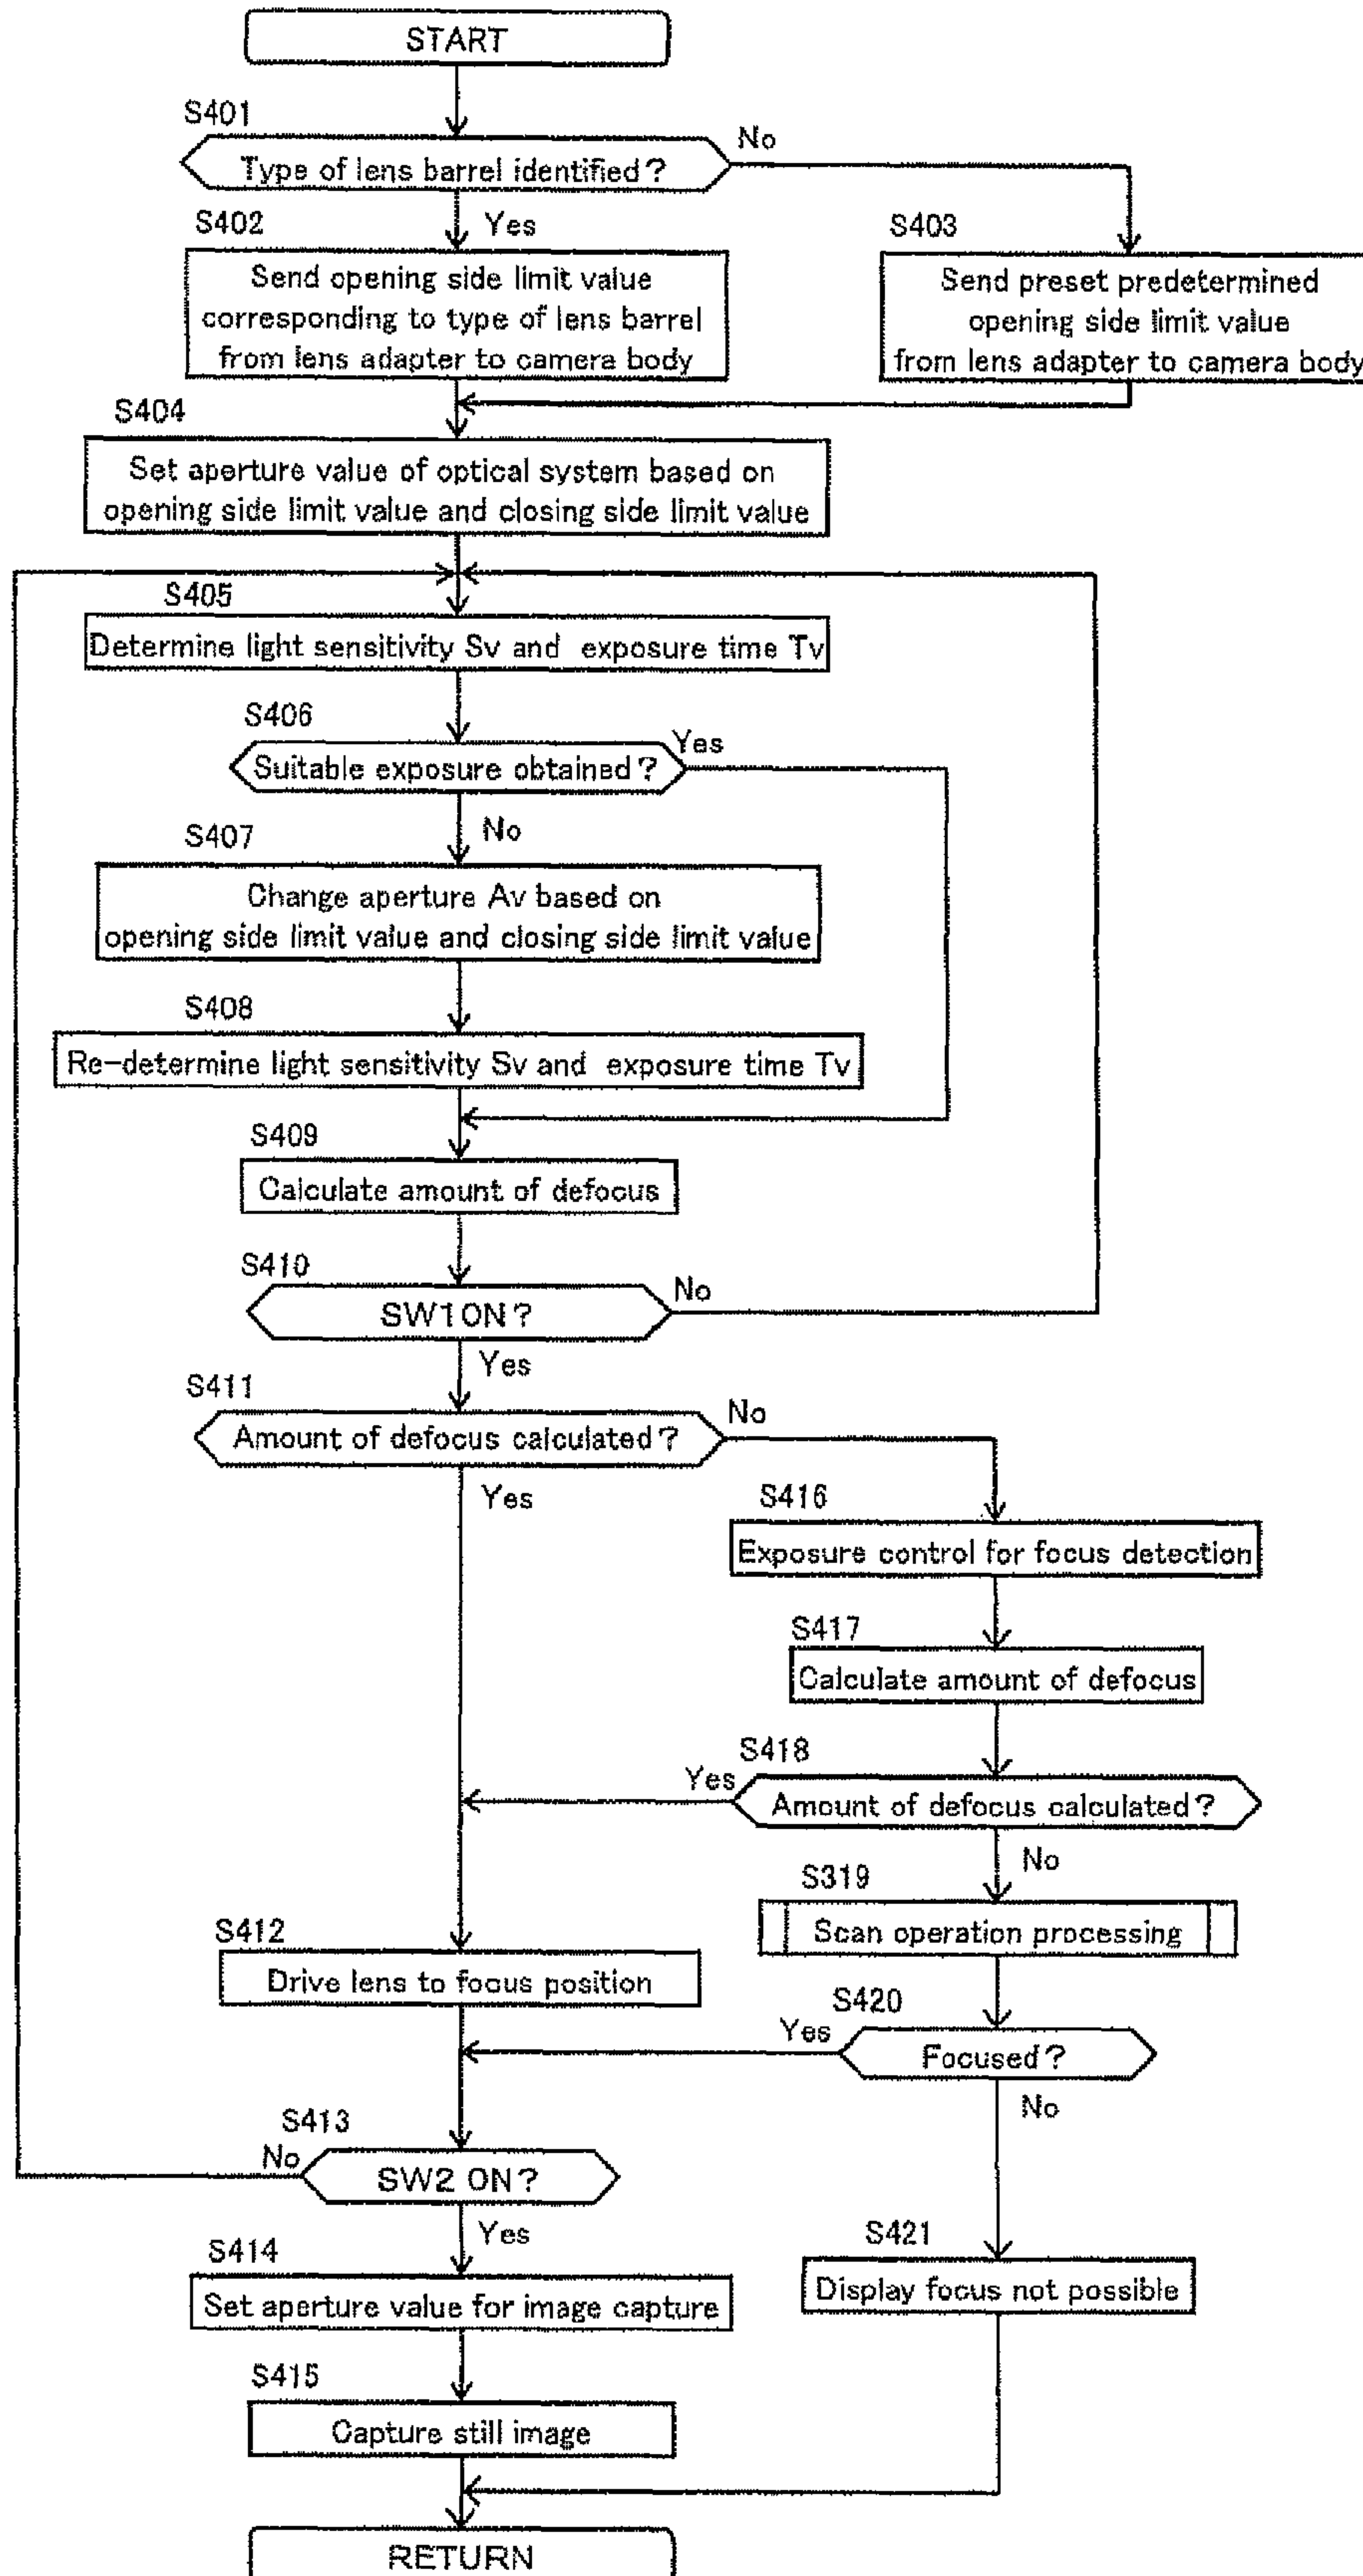 START
S401
Type of lens barrel identified?
No
Yes
S402
Send opening side limit value
corresponding to type of lens barrel
from lens adapter to camera body
S403
Send preset predetermined
opening side limit value
from lens adapter to camera body
S404
Set aperture value of optical system based on
opening side limit value and closing side limit value
S405
Determine light sensitivity Sv and exposure time Tv
S406
Suitable exposure obtained?
Yes
No
S407
Change aperture Av based on
opening side limit value and closing side limit value
S408
Re-determine light sensitivity Sv and exposure time Tv
S409
Calculate amount of defocus
S410
SW1ON?
No
Yes
S411
Amount of defocus calculated?
No
Yes
S416
Exposure control for focus detection
S417
Calculate amount of defocus
S418
Yes
Amount of defocus calculated?
No
S319
Scan operation processing
S412
Drive lens to focus position
S420
Yes
Focused?
No
S413
No
SW2 ON?
Yes
S414
Set aperture value for image capture
S421
Display focus not possible
S415
Capture still image
RETURN